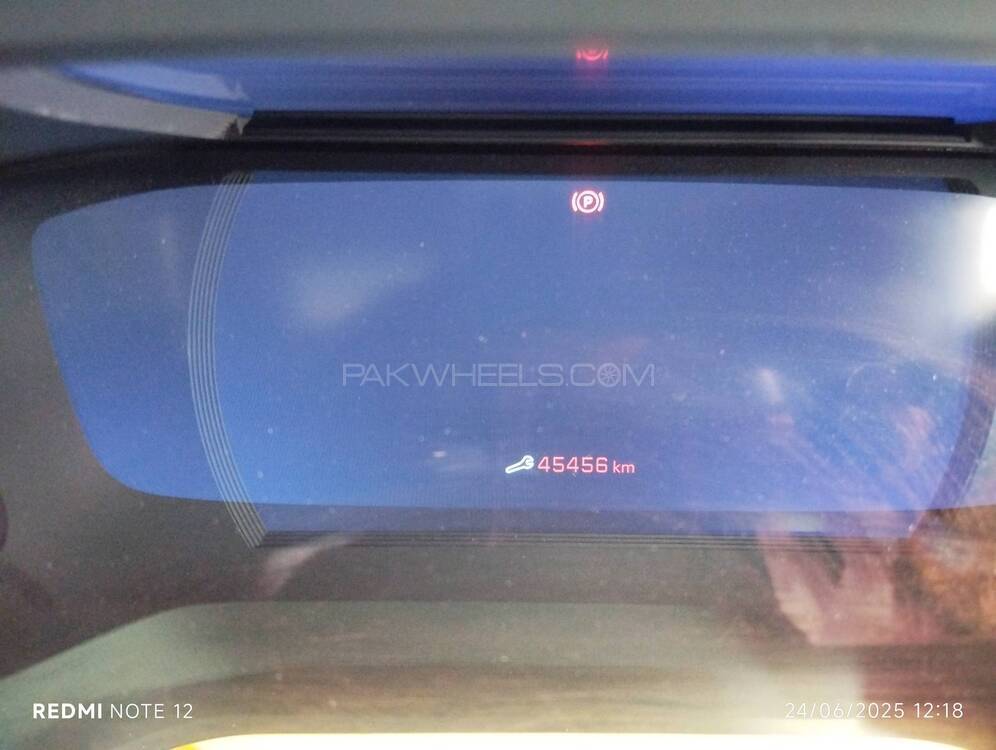 P
PAKWHEELS.COM
45456 km
REDMI NOTE 12
24/06/2025 12:18